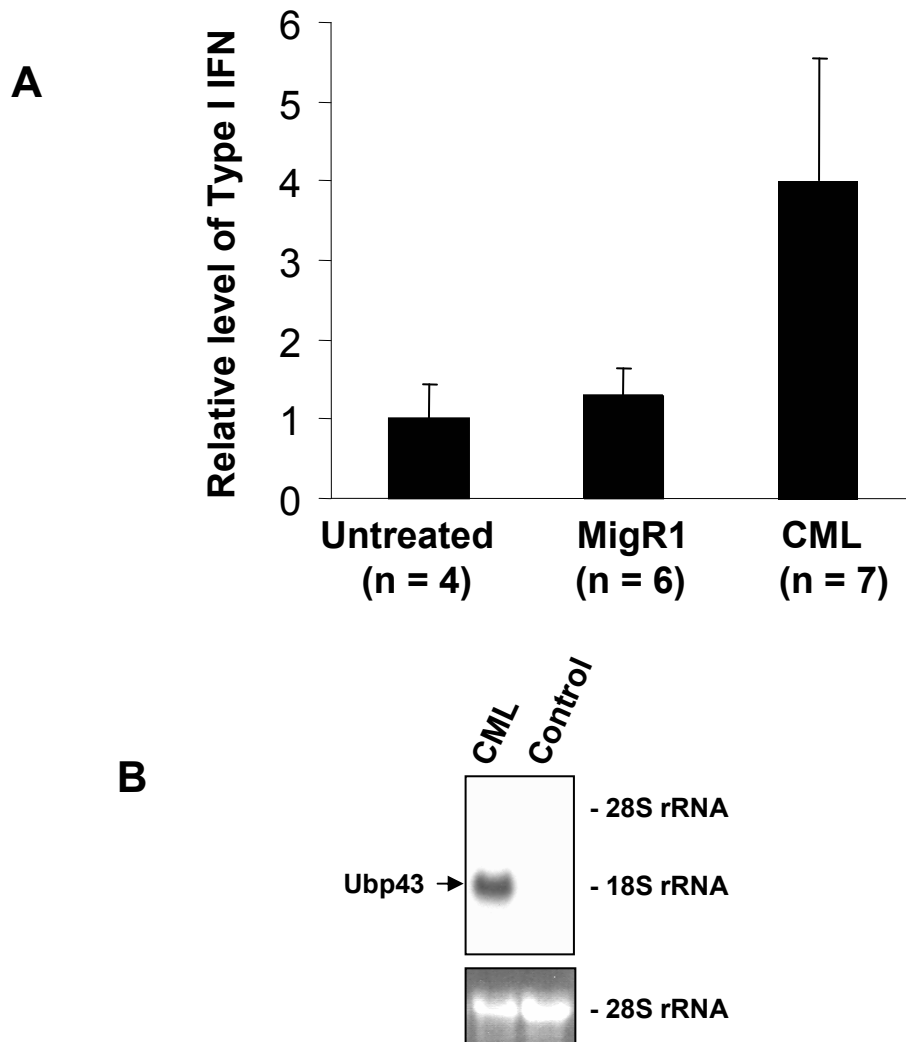 A
Relative level of Type I IFN
6
5
4
3
2
1
0
Untreated
(n = 4)
MigR1
(n = 6)
CML
(n = 7)
B
CML
Control
Ubp43
- 28S rRNA
- 18S rRNA
- 28S rRNA